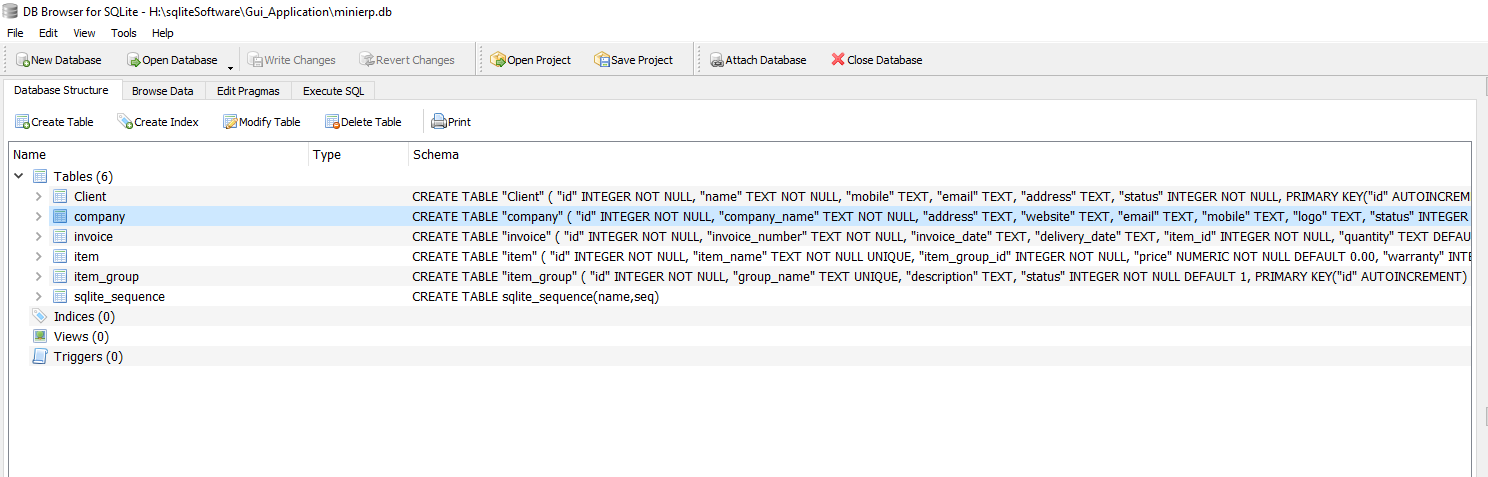 DB Browser for SQLite - H:\sqliteSoftware\Gui_Application\minierp.db
File Edit View Tools Help
New Database Open Database Write Changes Revert Changes Open Project Save Project Attach Database Close Database
Database Structure Browse Data Edit Pragmas Execute SQL
Create Table Create Index Modify Table Delete Table Print
Name Type Schema
Tables (6)
Client CREATE TABLE "Client" ( "id" INTEGER NOT NULL, "name" TEXT NOT NULL, "mobile" TEXT, "email" TEXT, "address" TEXT, "status" INTEGER NOT NULL, PRIMARY KEY("id" AUTOINCREM
company CREATE TABLE "company" ( "id" INTEGER NOT NULL, "company_name" TEXT NOT NULL, "address" TEXT, "website" TEXT, "email" TEXT, "mobile" TEXT, "logo" TEXT, "status" INTEGER
invoice CREATE TABLE "invoice" ( "id" INTEGER NOT NULL, "invoice_number" TEXT NOT NULL, "invoice_date" TEXT, "delivery_date" TEXT, "item_id" INTEGER NOT NULL, "quantity" TEXT DEFAU
item CREATE TABLE "item" ( "id" INTEGER NOT NULL, "item_name" TEXT NOT NULL UNIQUE, "item_group_id" INTEGER NOT NULL, "price" NUMERIC NOT NULL DEFAULT 0.00, "warranty" INTE
item_group CREATE TABLE "item_group" ( "id" INTEGER NOT NULL, "group_name" TEXT UNIQUE, "description" TEXT, "status" INTEGER NOT NULL DEFAULT 1, PRIMARY KEY("id" AUTOINCREMENT)
sqlite_sequence CREATE TABLE sqlite_sequence(name,seq)
Indices (0)
Views (0)
Triggers (0)